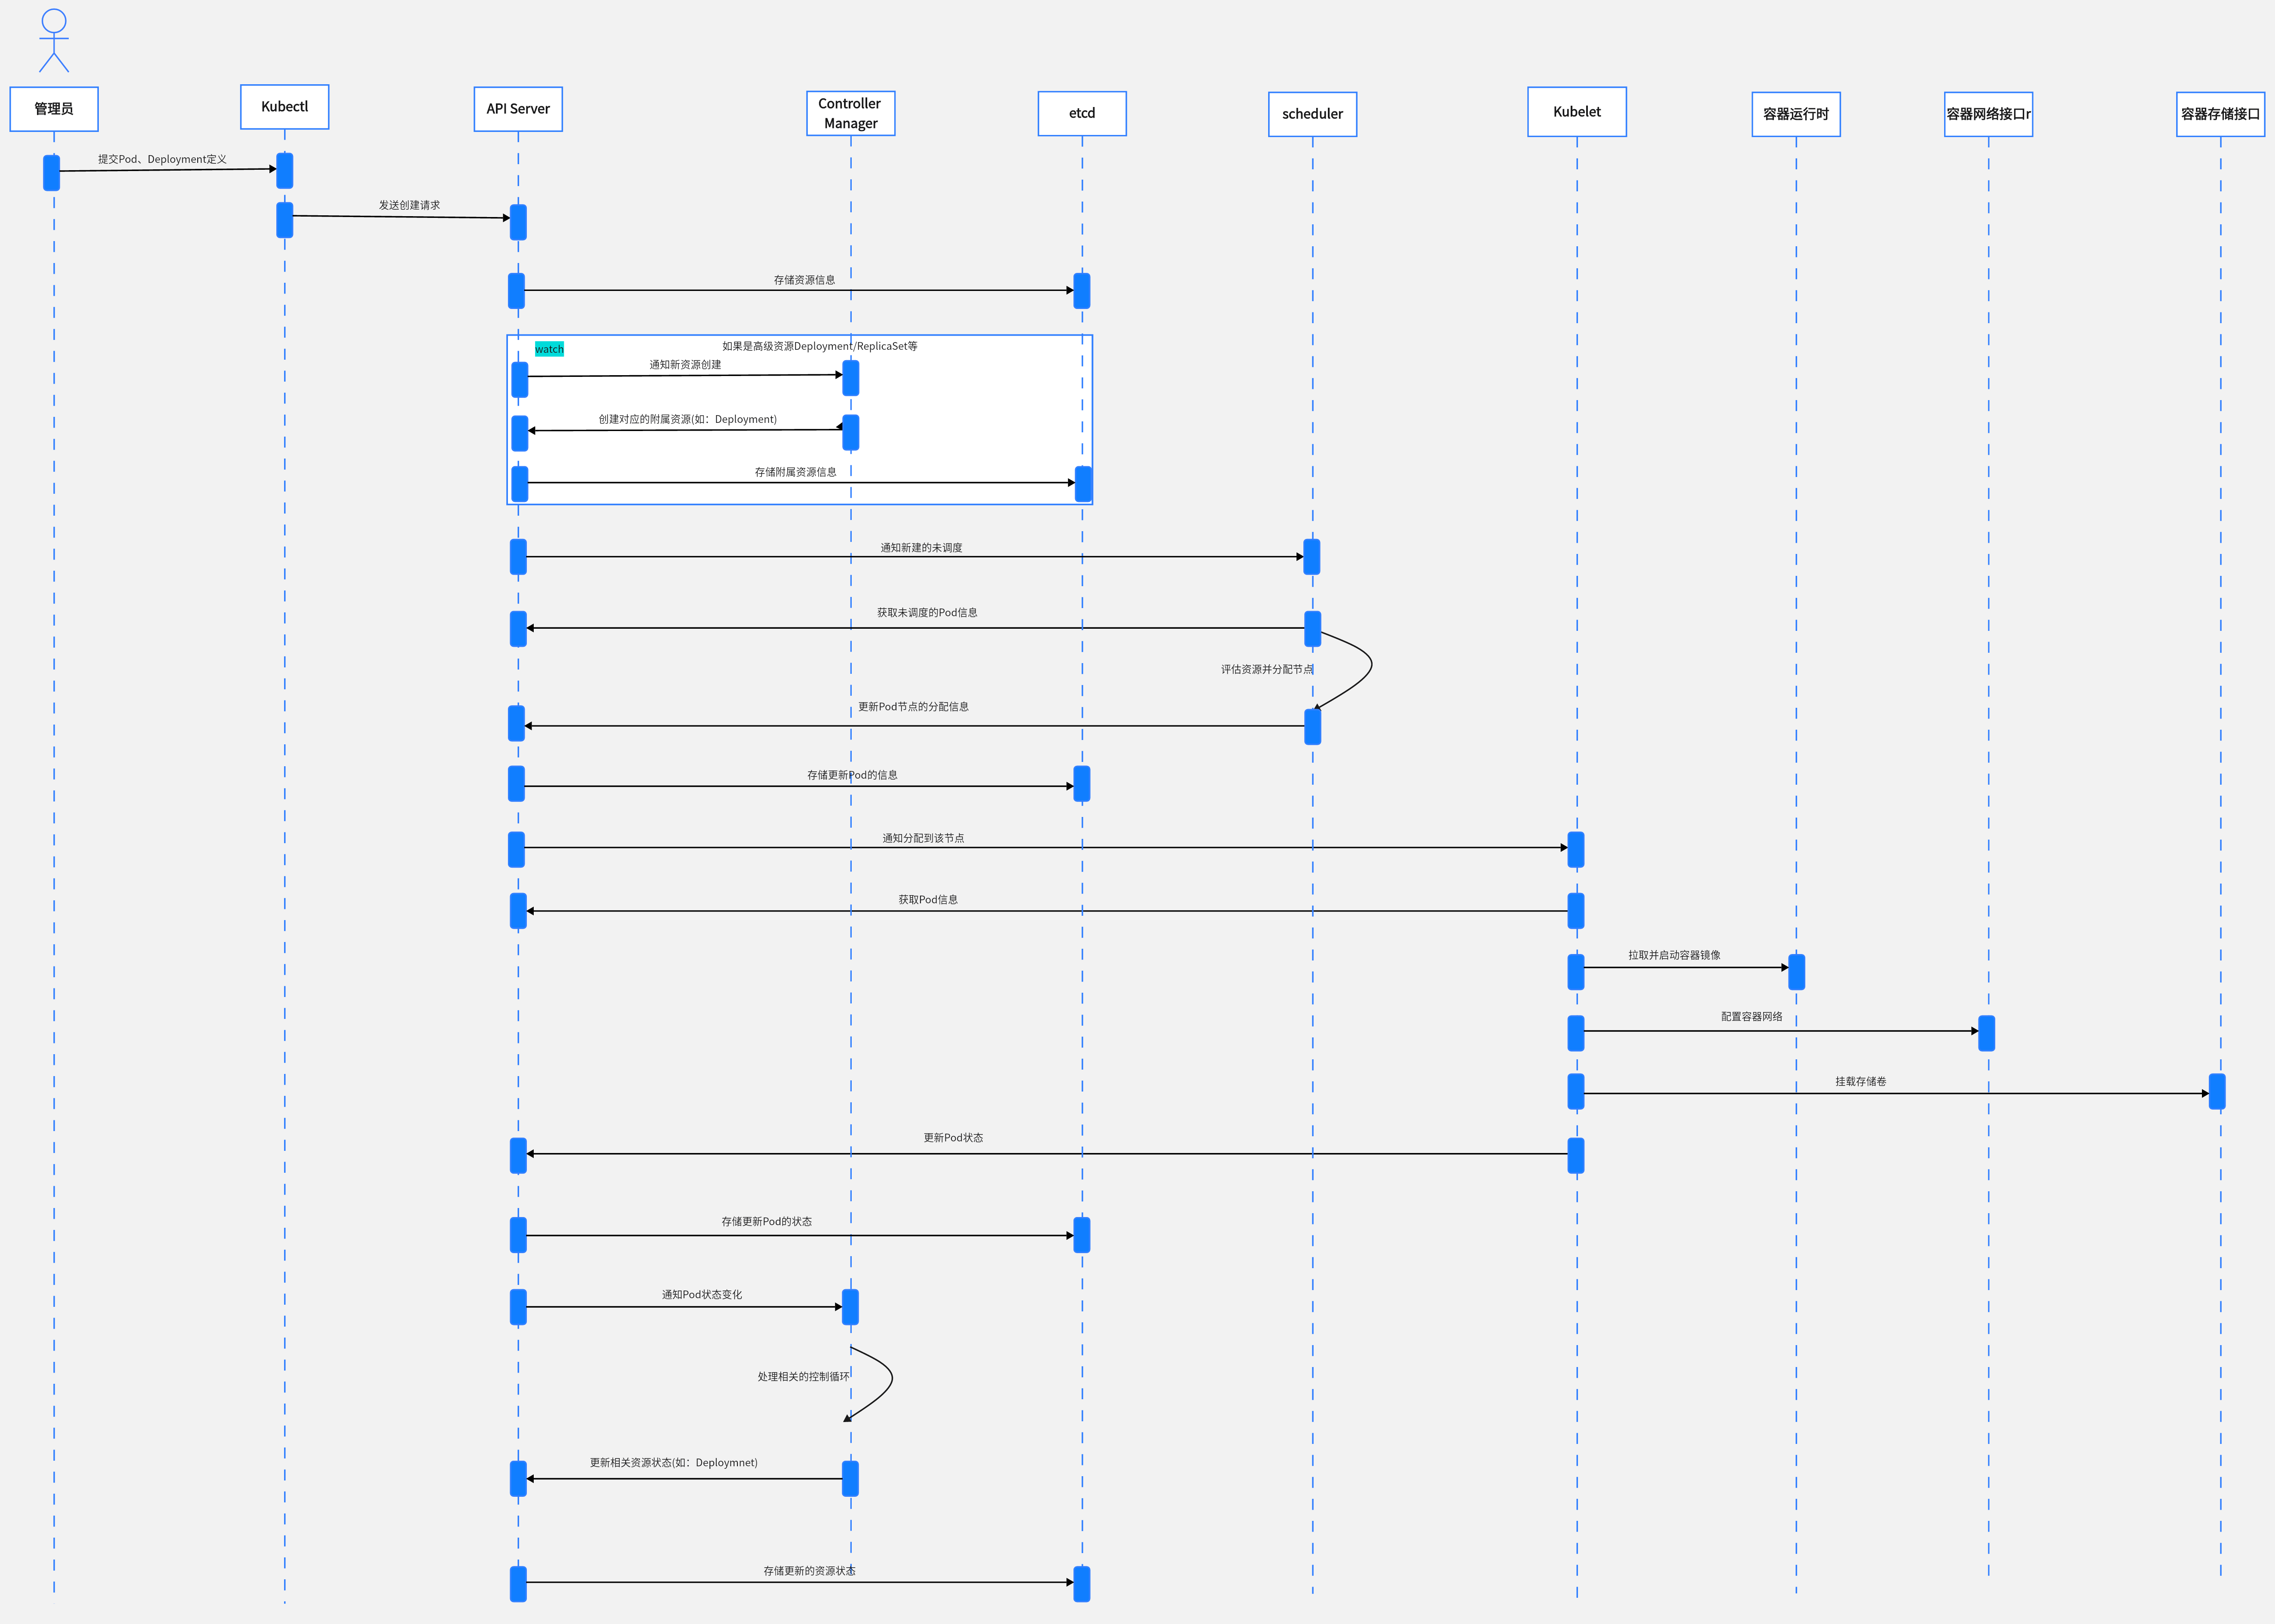 管理员
Kubectl
API Server
Controller
Manager
etcd
scheduler
Kubelet
容器运行时
容器网络接口r
容器存储接口
提交Pod、Deployment定义
发送创建请求
存储资源信息
watch
如果是高级资源Deployment/ReplicaSet等
通知新资源创建
创建对应的附属资源(如：Deployment)
存储附属资源信息
通知新建的未调度
获取未调度的Pod信息
评估资源并分配节点
更新Pod节点的分配信息
存储更新Pod的信息
通知分配到该节点
获取Pod信息
拉取并启动容器镜像
配置容器网络
挂载存储卷
更新Pod状态
存储更新Pod的状态
通知Pod状态变化
处理相关的控制循环
更新相关资源状态(如：Deploymnet)
存储更新的资源状态